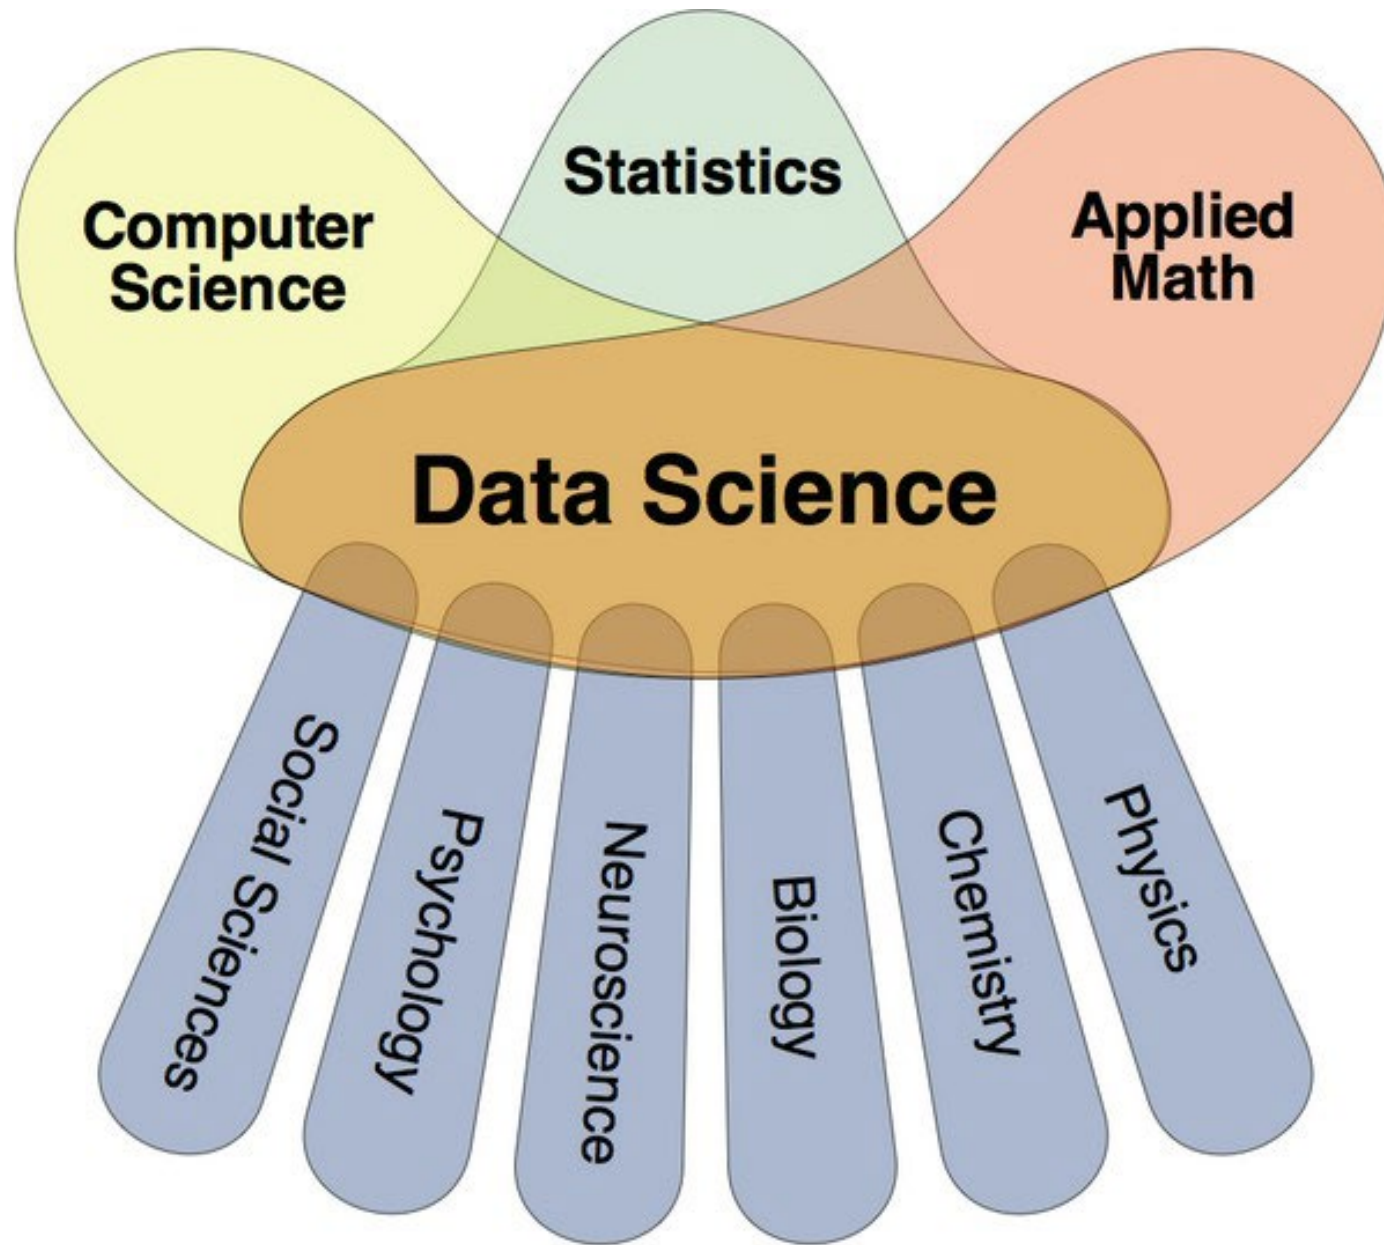 Statistics
Computer
Science
Applied
Math
Data Science
Social Sciences
Psychology
Neuroscience
Biology
Chemistry
Physics